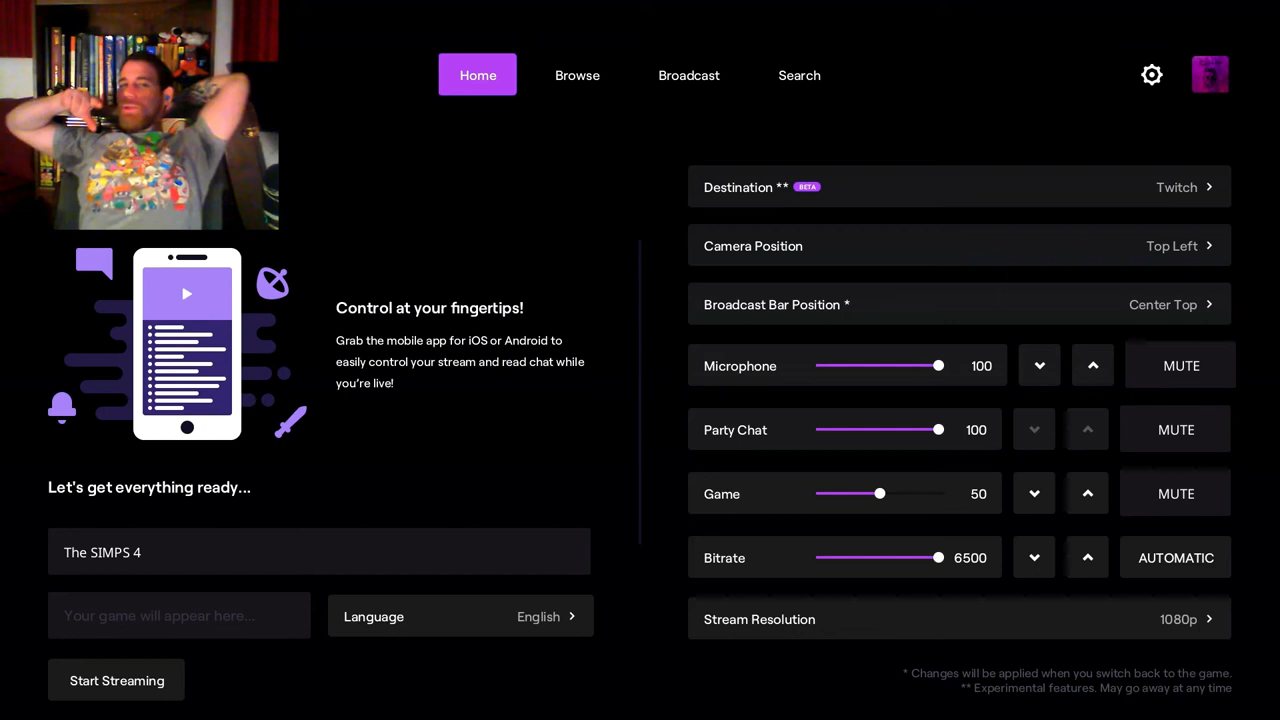 Home
Browse
Broadcast
Search
Destination ** BETA
Twitch
Camera Position
Top Left
Broadcast Bar Position *
Center Top
Microphone
100
MUTE
Party Chat
100
MUTE
Game
50
MUTE
Bitrate
6500
AUTOMATIC
Stream Resolution
1080p
* Changes will be applied when you switch back to the game.
** Experimental features. May go away at any time
Control at your fingertips!
Grab the mobile app for iOS or Android to
easily control your stream and read chat while
you’re live!
Let's get everything ready...
The SIMPS 4
Your game will appear here...
Language
English
Start Streaming